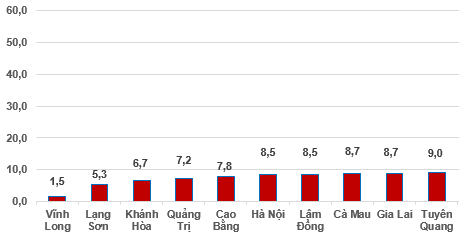 60,0
50,0
40,0
30,0
20,0
10,0
0,0
1,5
5,3
6,7
7,2
7,8
8,5
8,5
8,7
8,7
9,0
Vĩnh
Long
Lạng
Sơn
Khánh
Hòa
Quảng
Trị
Cao
Bằng
Hà Nội
Lâm
Đồng
Cà Mau
Gia Lai
Tuyên
Quang